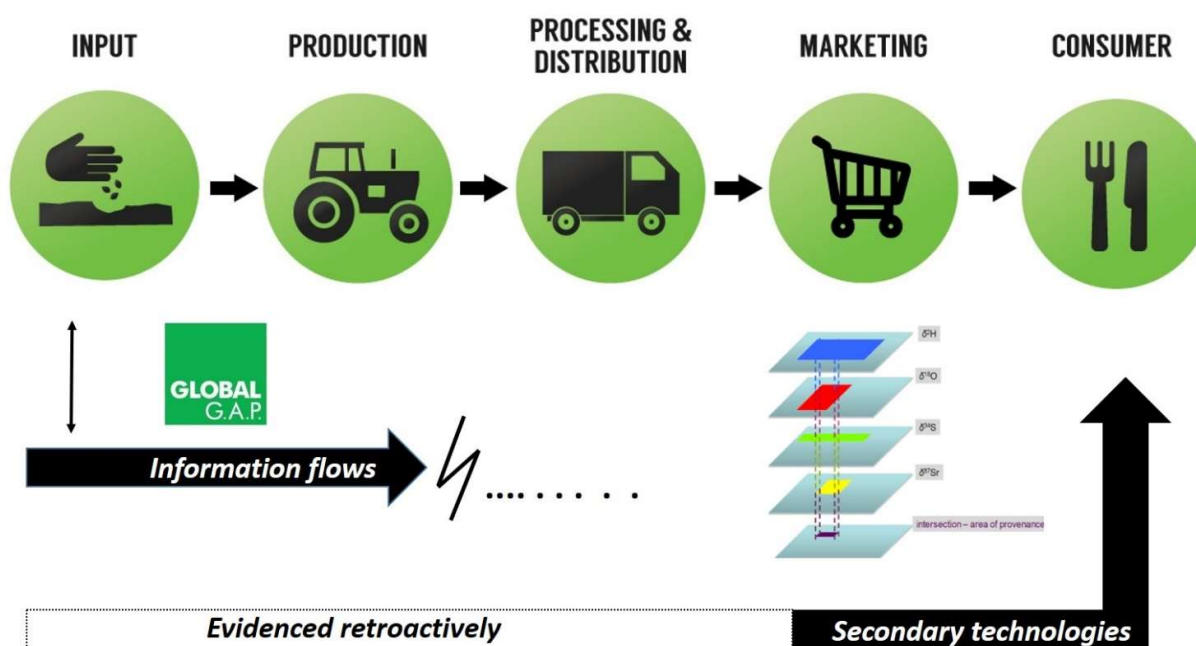 INPUT
PRODUCTION
PROCESSING &
DISTRIBUTION
MARKETING
CONSUMER
GLOBAL
G.A.P.
Information flows
δ²H
δ¹⁸O
δ³⁴S
δ⁸⁷Sr
intersection – area of provenance
Evidenced retroactively
Secondary technologies